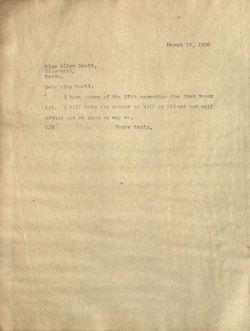 March 19, 1920
Miss Alice Scott,
Ellsworth,
Maine.
Dear Miss Scott:
I have yours of the 17th regarding the Duck Brook
lot. I will take the matter up with my client and will
advise you as soon as may be.
L/H Yours truly,